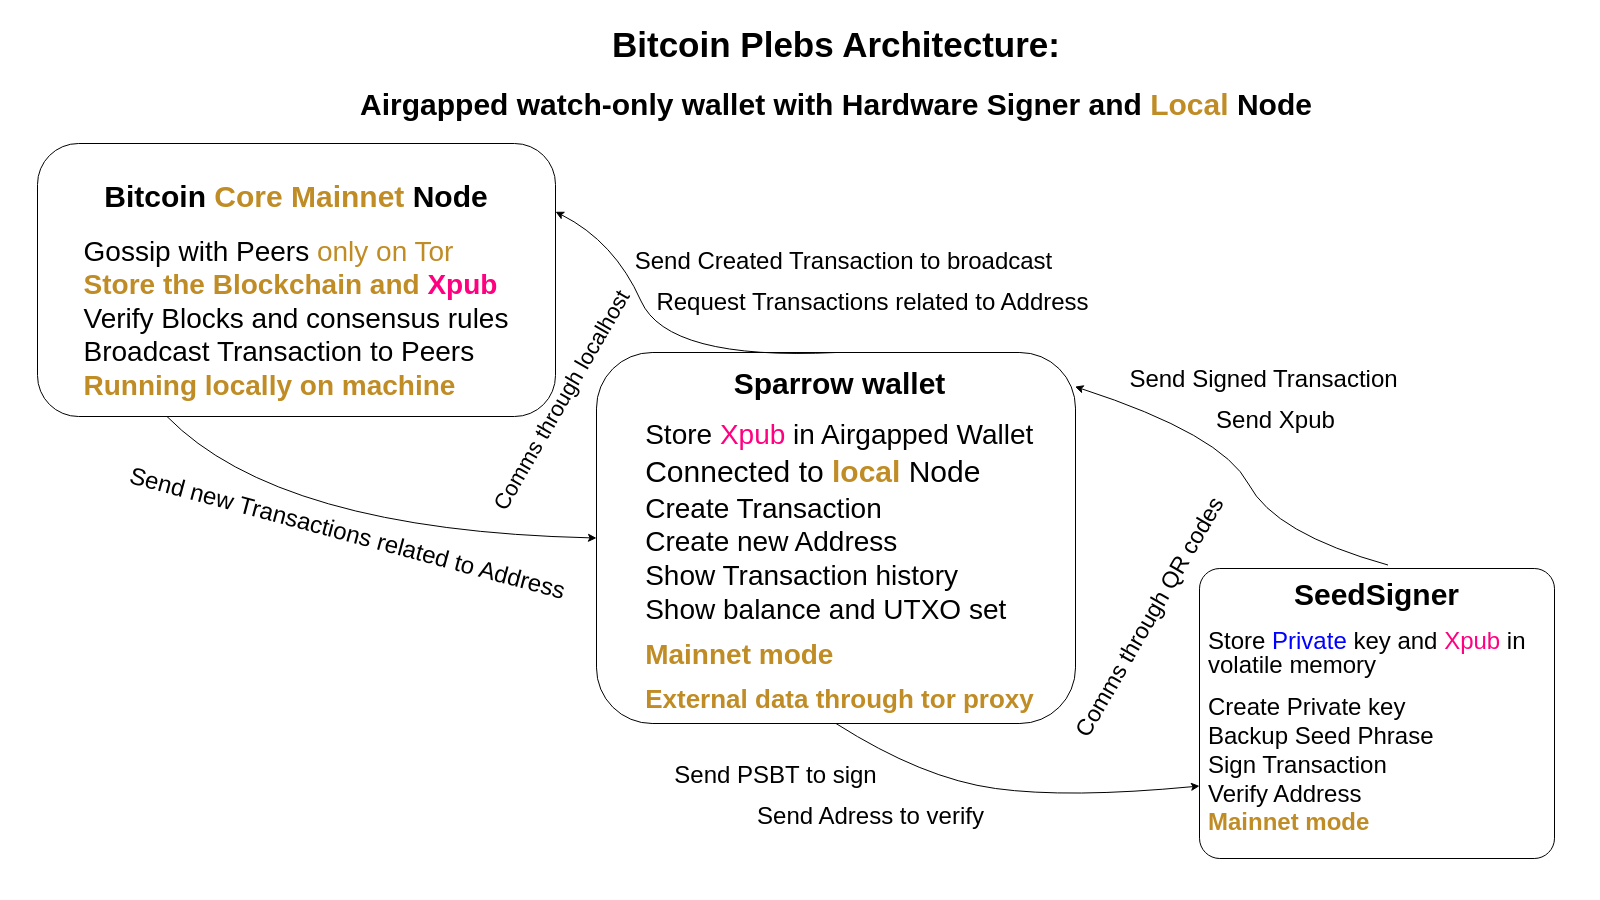 Bitcoin Plebs Architecture:
Airgapped watch-only wallet with Hardware Signer and Local Node
Bitcoin Core Mainnet Node
Gossip with Peers only on Tor
Store the Blockchain and Xpub
Verify Blocks and consensus rules
Broadcast Transaction to Peers
Running locally on machine
Send Created Transaction to broadcast
Request Transactions related to Address
Comms through localhost
Send new Transactions related to Address
Sparrow wallet
Store Xpub in Airgapped Wallet
Connected to local Node
Create Transaction
Create new Address
Show Transaction history
Show balance and UTXO set
Mainnet mode
External data through tor proxy
Send Signed Transaction
Send Xpub
Comms through QR codes
Send PSBT to sign
Send Adress to verify
SeedSigner
Store Private key and Xpub in
volatile memory
Create Private key
Backup Seed Phrase
Sign Transaction
Verify Address
Mainnet mode